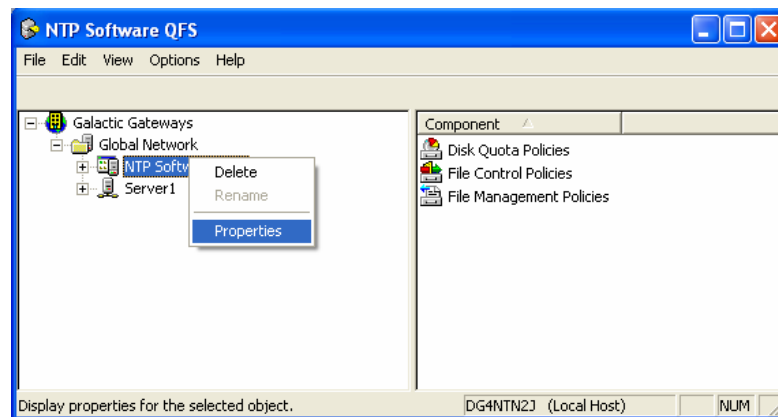 NTP Software QFS
File Edit View Options Help
Galactic Gateways
Global Network
NTP
Server1
Delete
Rename
Properties
Component
Disk Quota Policies
File Control Policies
File Management Policies
Display properties for the selected object.
DG4NTN2J (Local Host)
NUM